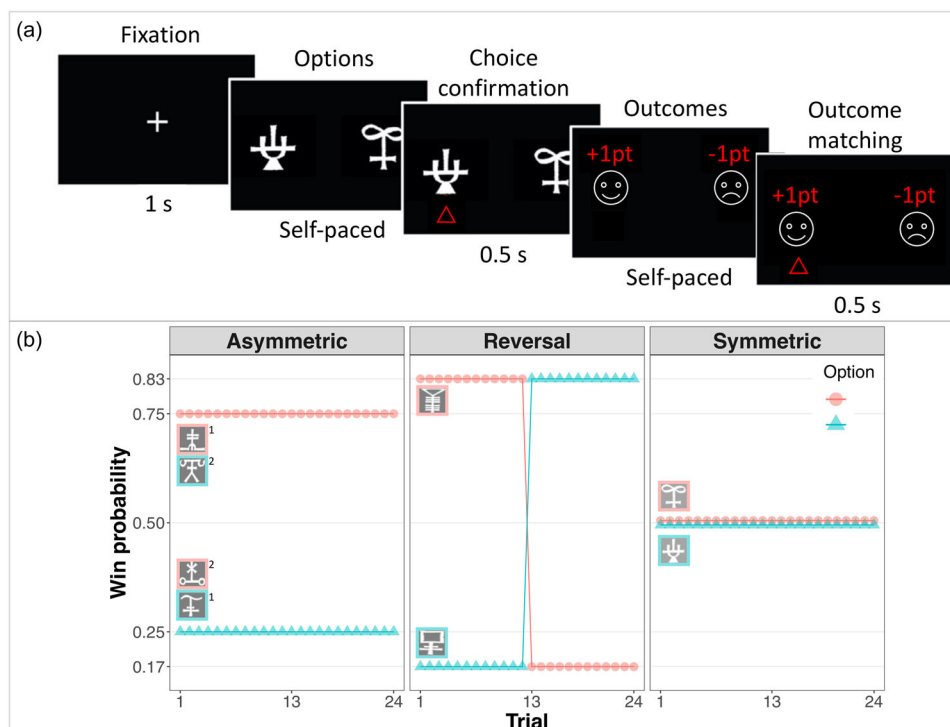 (a)
Fixation
Options
Choice
confirmation
Outcomes
Outcome
matching
+1pt
-1pt
+1pt
-1pt
1 s
Self-paced
0.5 s
Self-paced
0.5 s
(b)
Asymmetric
Reversal
Symmetric
Win probability
0.83
0.75
0.50
0.25
0.17
1
2
2
1
Option
1
13
24
1
13
24
1
13
24
Trial